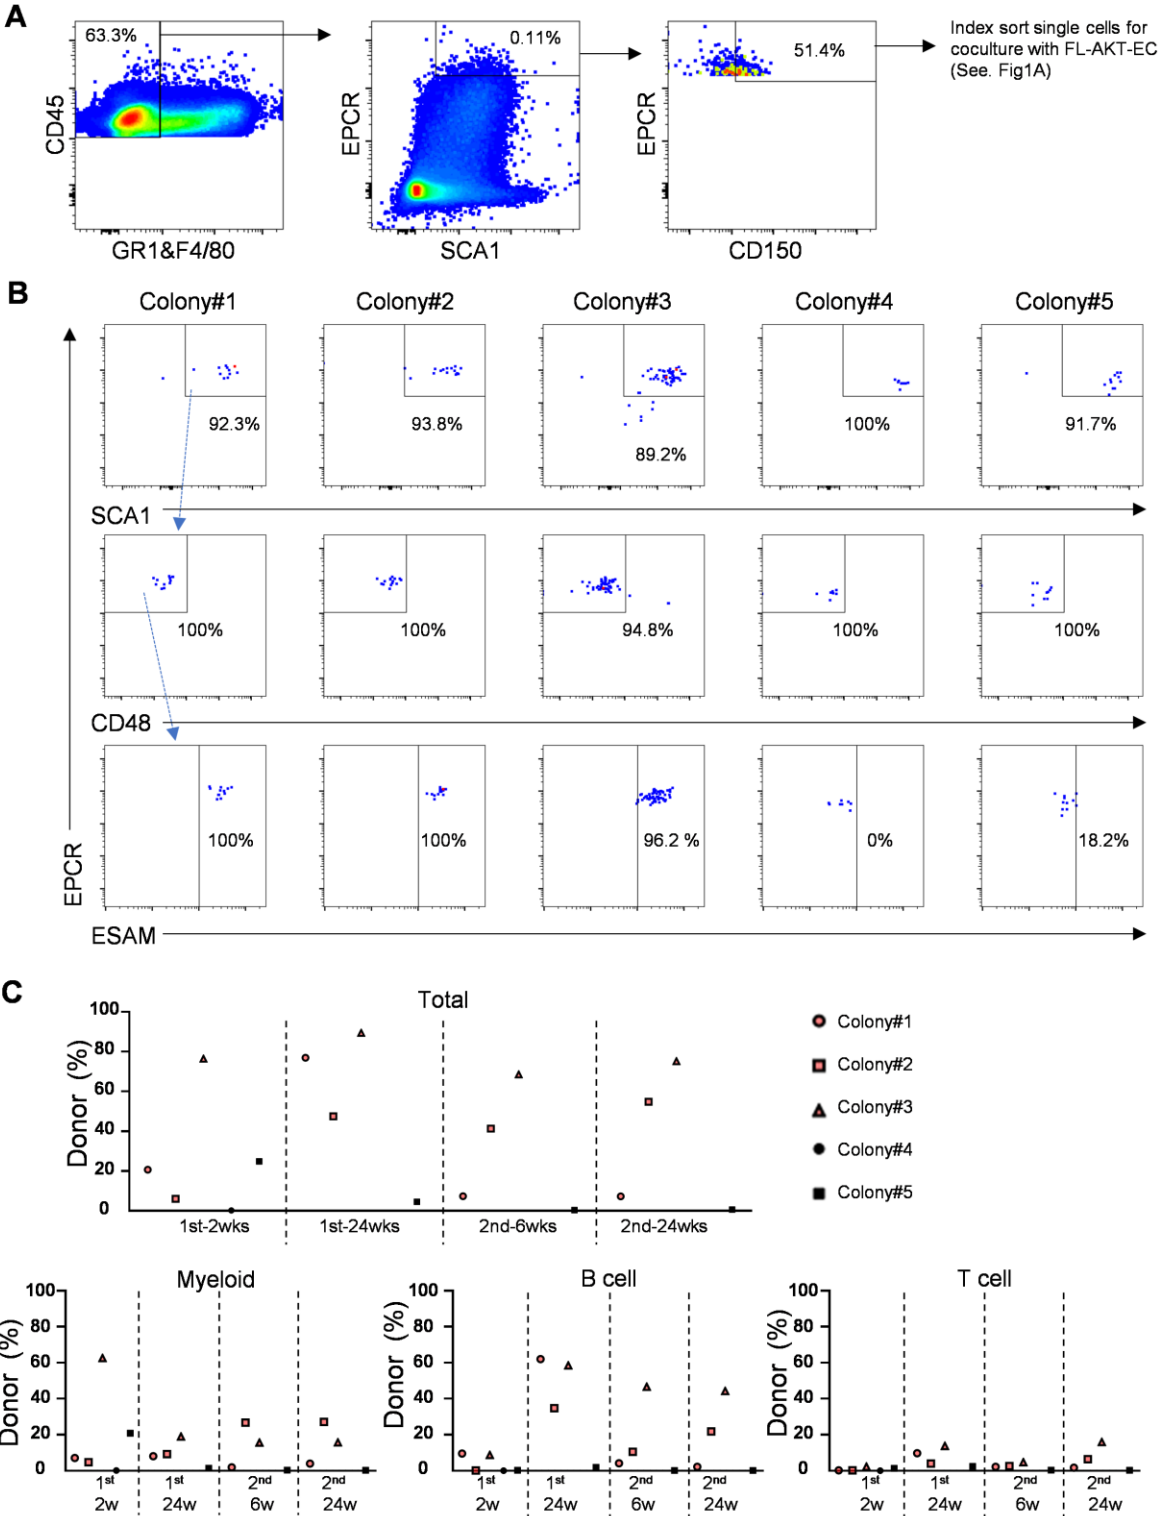 A
63.3%
CD45
GR1&F4/80
0.11%
EPCR
SCA1
51.4%
EPCR
CD150
Index sort single cells for
coculture with FL-AKT-EC
(See. Fig1A)
B
Colony#1 Colony#2 Colony#3 Colony#4 Colony#5
92.3% 93.8% 89.2% 100% 91.7%
SCA1
100% 100% 94.8% 100% 100%
CD48
100% 100% 96.2 % 0% 18.2%
EPCR
ESAM
C
Total
Donor (%)
100
80
60
40
20
0
1st-2wks 1st-24wks 2nd-6wks 2nd-24wks
Colony#1
Colony#2
Colony#3
Colony#4
Colony#5
Myeloid
Donor (%)
100
80
60
40
20
0
1st 1st 2nd 2nd
2w 24w 6w 24w
B cell
Donor (%)
100
80
60
40
20
0
1st 1st 2nd 2nd
2w 24w 6w 24w
T cell
Donor (%)
100
80
60
40
20
0
1st 1st 2nd 2nd
2w 24w 6w 24w